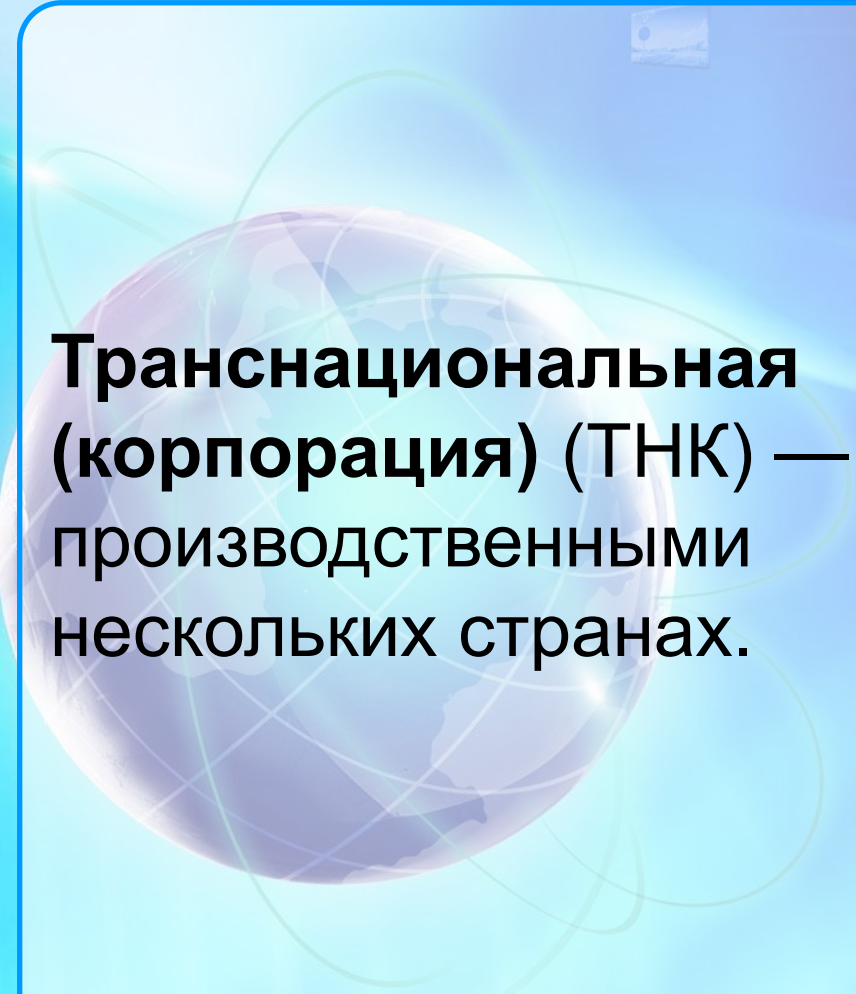 Транснациональная
(корпорация) (ТНК) —
производственными
нескольких странах.